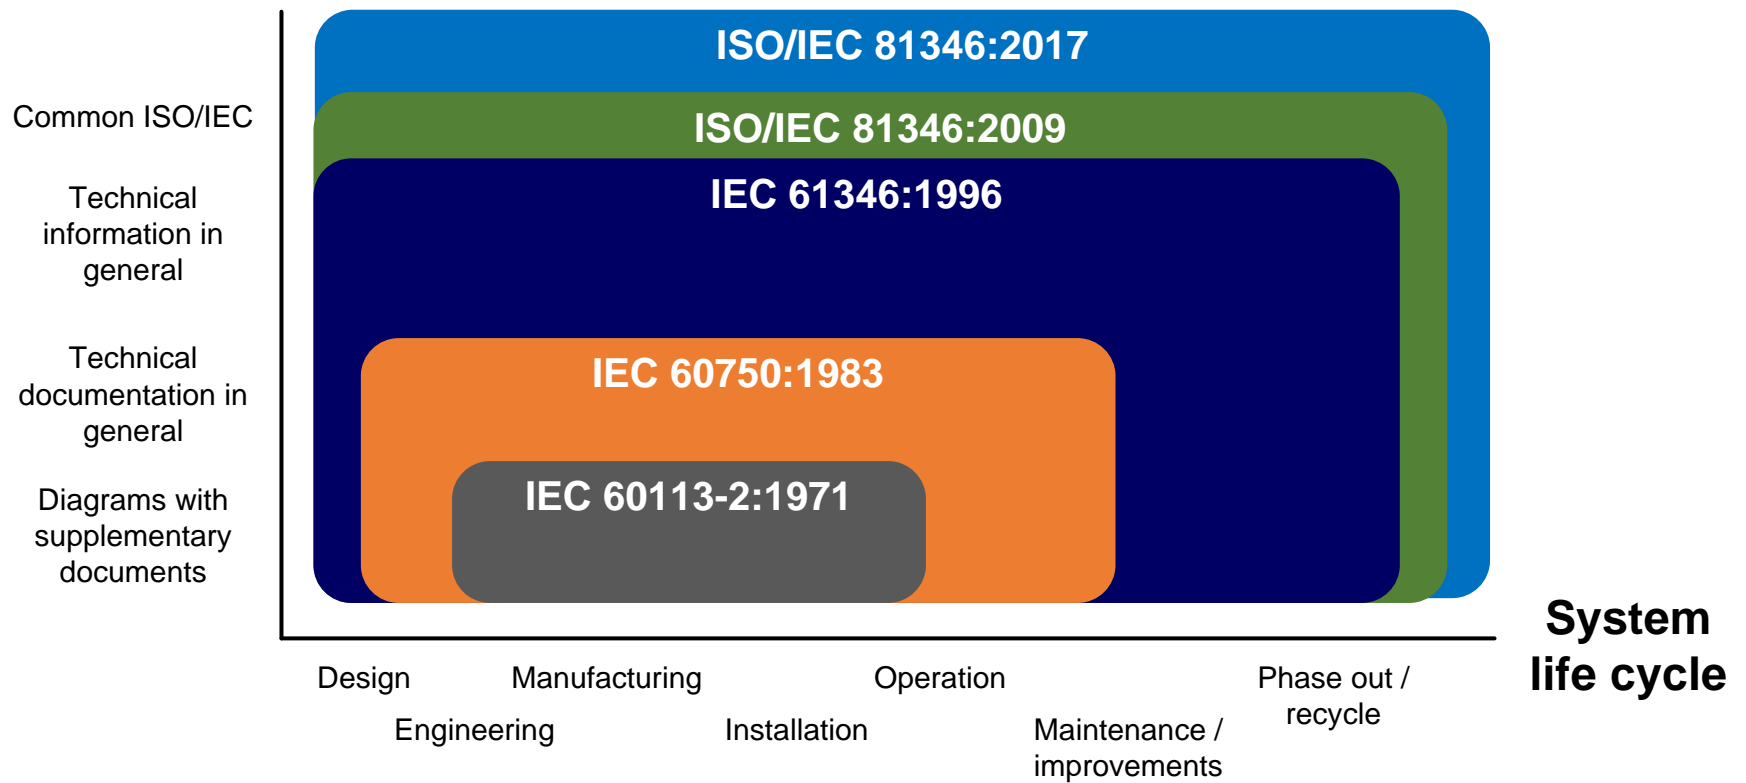 ISO/IEC 81346:2017
Common ISO/IEC
ISO/IEC 81346:2009
Technical
information in
general
IEC 61346:1996
Technical
documentation in
general
IEC 60750:1983
Diagrams with
supplementary
documents
IEC 60113-2:1971
System
life cycle
Design
Engineering
Manufacturing
Installation
Operation
Maintenance /
improvements
Phase out /
recycle